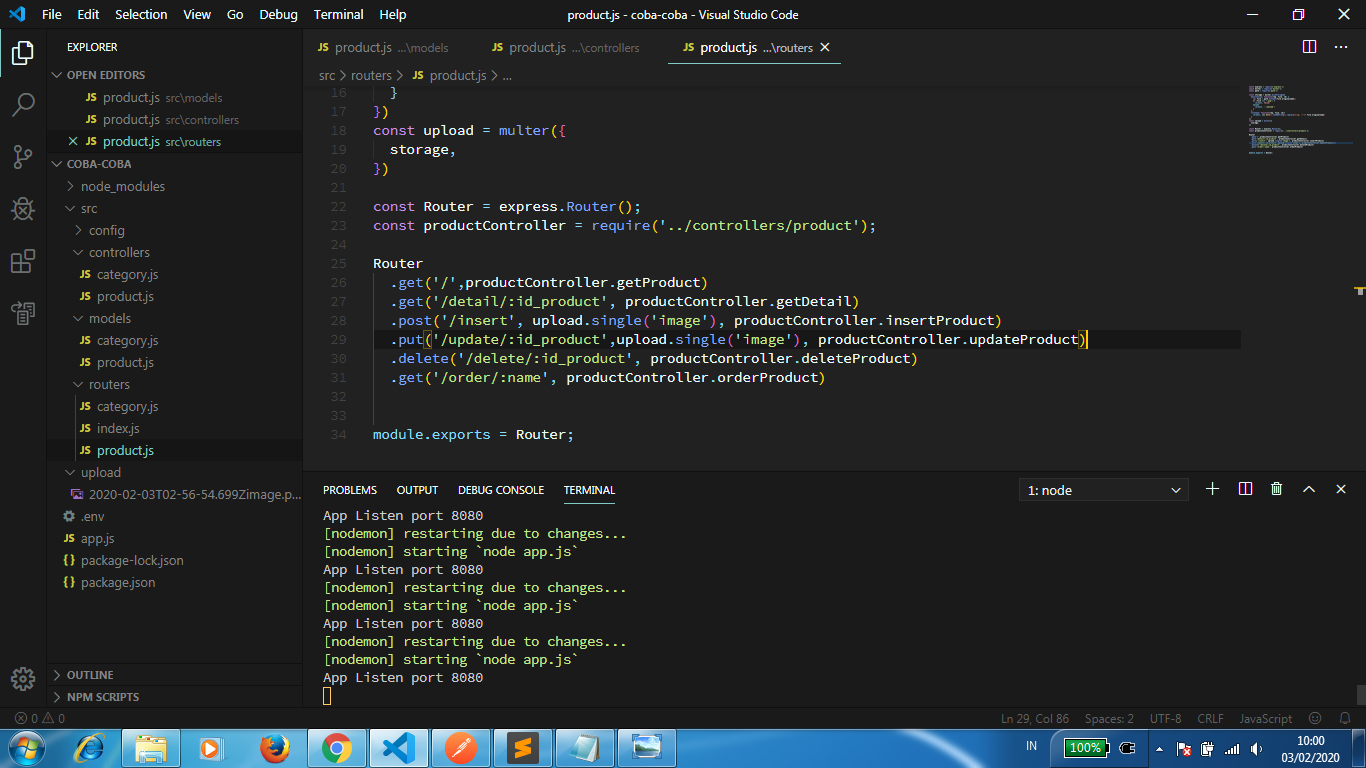 File Edit Selection View Go Debug Terminal Help product.js - coba-coba - Visual Studio Code
EXPLORER
OPEN EDITORS
JS product.js src\models
JS product.js src\controllers
JS product.js src\routers
COBA-COBA
node_modules
src
config
controllers
JS category.js
JS product.js
models
JS category.js
JS product.js
routers
JS category.js
JS index.js
JS product.js
upload
2020-02-03T02-56-54.699Zimage.p...
.env
JS app.js
{} package-lock.json
{} package.json
OUTLINE
NPM SCRIPTS
JS product.js ...\models JS product.js ...\controllers JS product.js ...\routers
src > routers > JS product.js > ...
16 }
17 })
18 const upload = multer({
19 storage,
20 })
21
22 const Router = express.Router();
23 const productController = require('../controllers/product');
24
25 Router
26 .get('/',productController.getProduct)
27 .get('/detail/:id_product', productController.getDetail)
28 .post('/insert', upload.single('image'), productController.insertProduct)
29 .put('/update/:id_product',upload.single('image'), productController.updateProduct)
30 .delete('/delete/:id_product', productController.deleteProduct)
31 .get('/order/:name', productController.orderProduct)
32
33
34 module.exports = Router;
PROBLEMS OUTPUT DEBUG CONSOLE TERMINAL 1: node
App Listen port 8080
[nodemon] restarting due to changes...
[nodemon] starting `node app.js`
App Listen port 8080
[nodemon] restarting due to changes...
[nodemon] starting `node app.js`
App Listen port 8080
[nodemon] restarting due to changes...
[nodemon] starting `node app.js`
App Listen port 8080
0 0 Ln 29, Col 86 Spaces: 2 UTF-8 CRLF JavaScript
IN 100% 10:00
03/02/2020